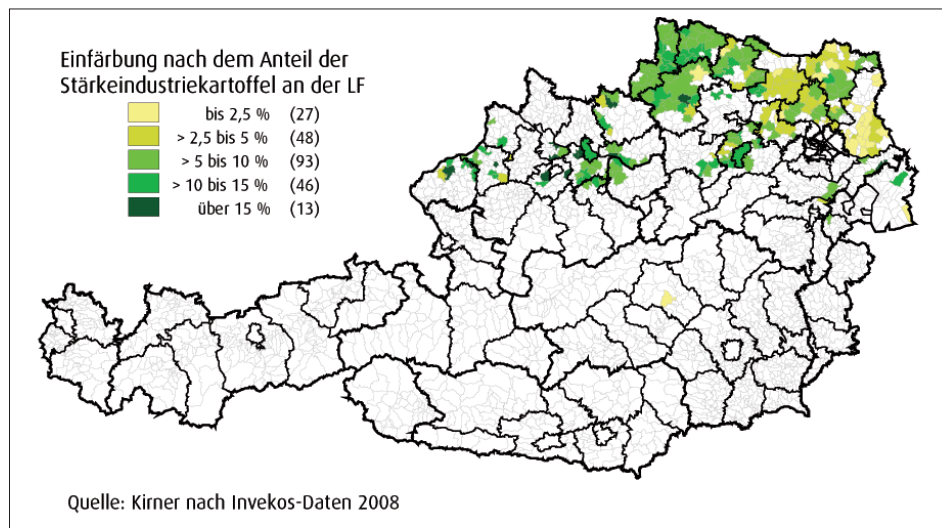 Einfärbung nach dem Anteil der
Stärkeindustriekartoffel an der LF
bis 2,5 % (27)
> 2,5 bis 5 % (48)
> 5 bis 10 % (93)
> 10 bis 15 % (46)
über 15 % (13)
Quelle: Kirner nach Invekos-Daten 2008